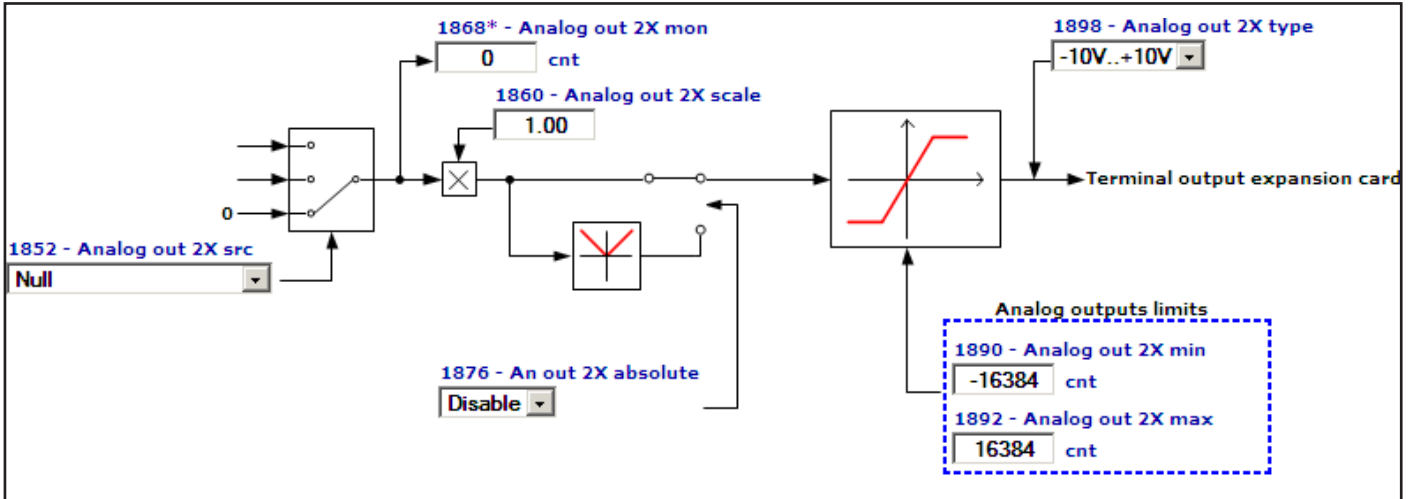 1868* - Analog out 2X mon
0 cnt
1898 - Analog out 2X type
-10V..+10V
1860 - Analog out 2X scale
1.00
Terminal output expansion card
0
1852 - Analog out 2X src
Null
Analog outputs limits
1890 - Analog out 2X min
-16384 cnt
1876 - An out 2X absolute
Disable
1892 - Analog out 2X max
16384 cnt